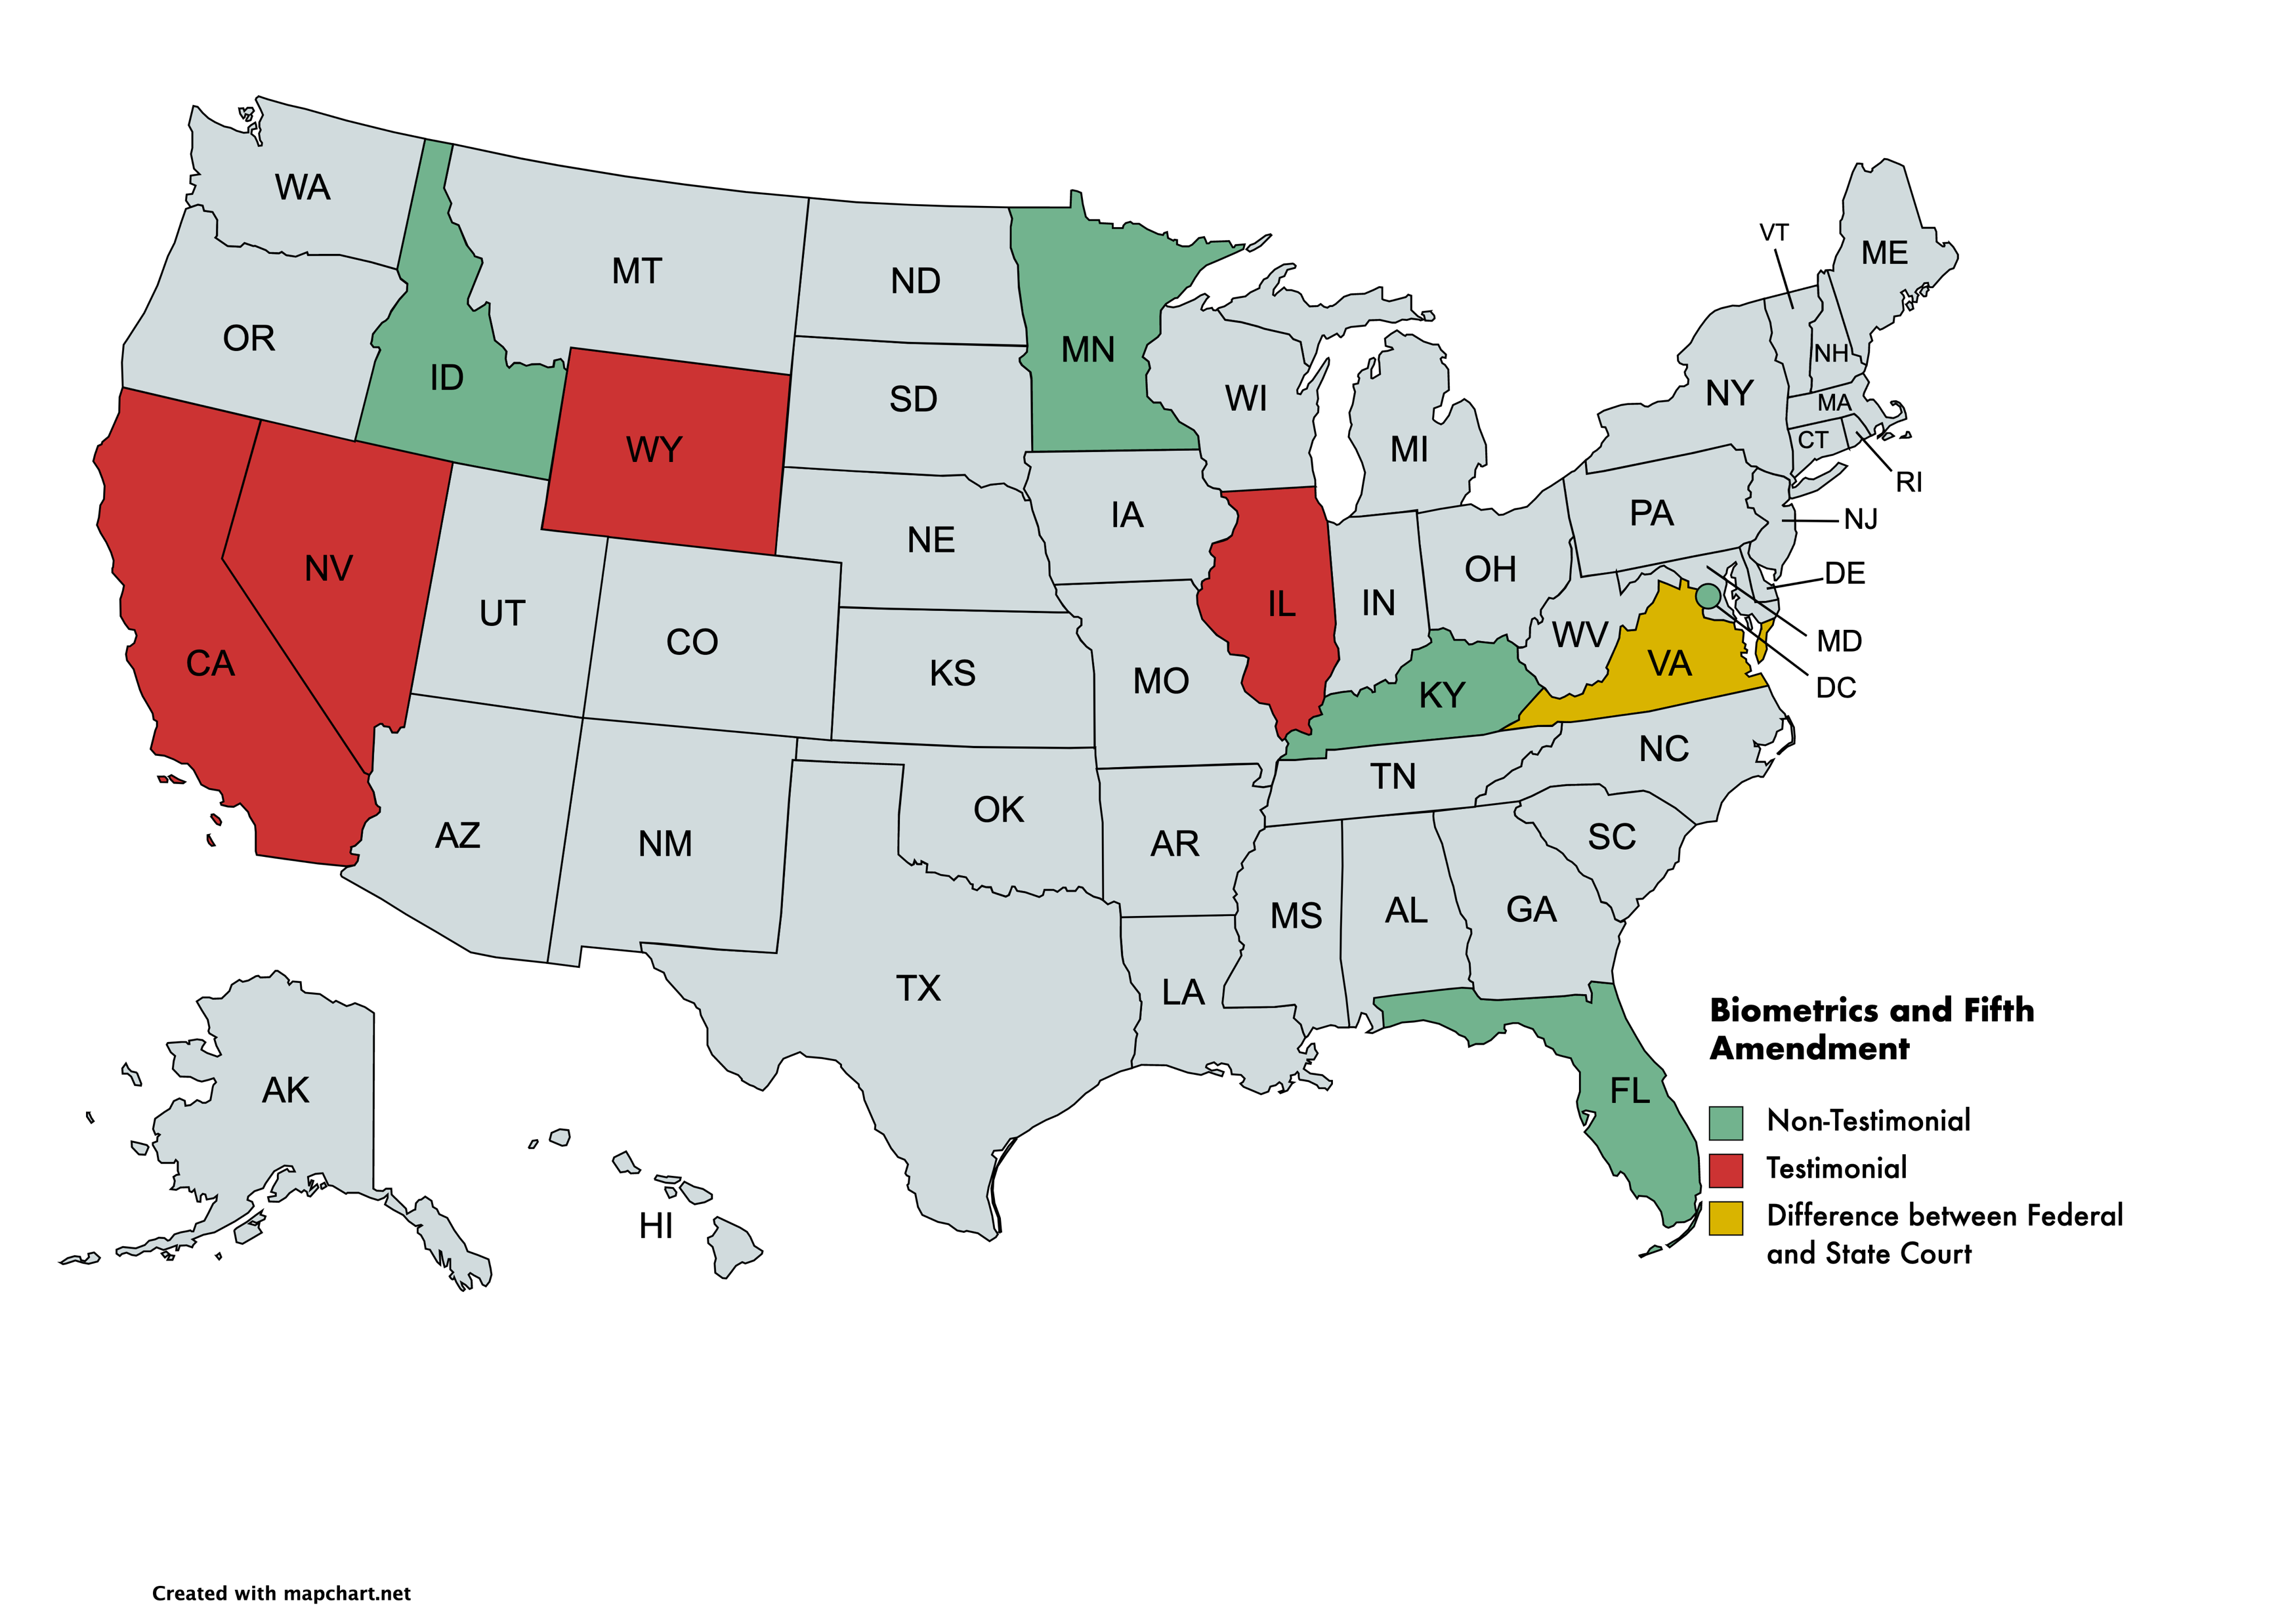 WA
VT
ME
MT
ND
OR
MN
NH
ID
NY
WI
SD
MA
WY
MI
CT
RI
PA
IA
NJ
NE
NV
OH
DE
IL
IN
UT
CO
WV
MD
CA
KS
VA
MO
DC
KY
NC
TN
OK
AZ
NM
AR
SC
MS
AL
GA
TX
LA
Biometrics and Fifth
Amendment
AK
FL
Non-Testimonial
Testimonial
HI
Difference between Federal
and State Court
Created with mapchart.net